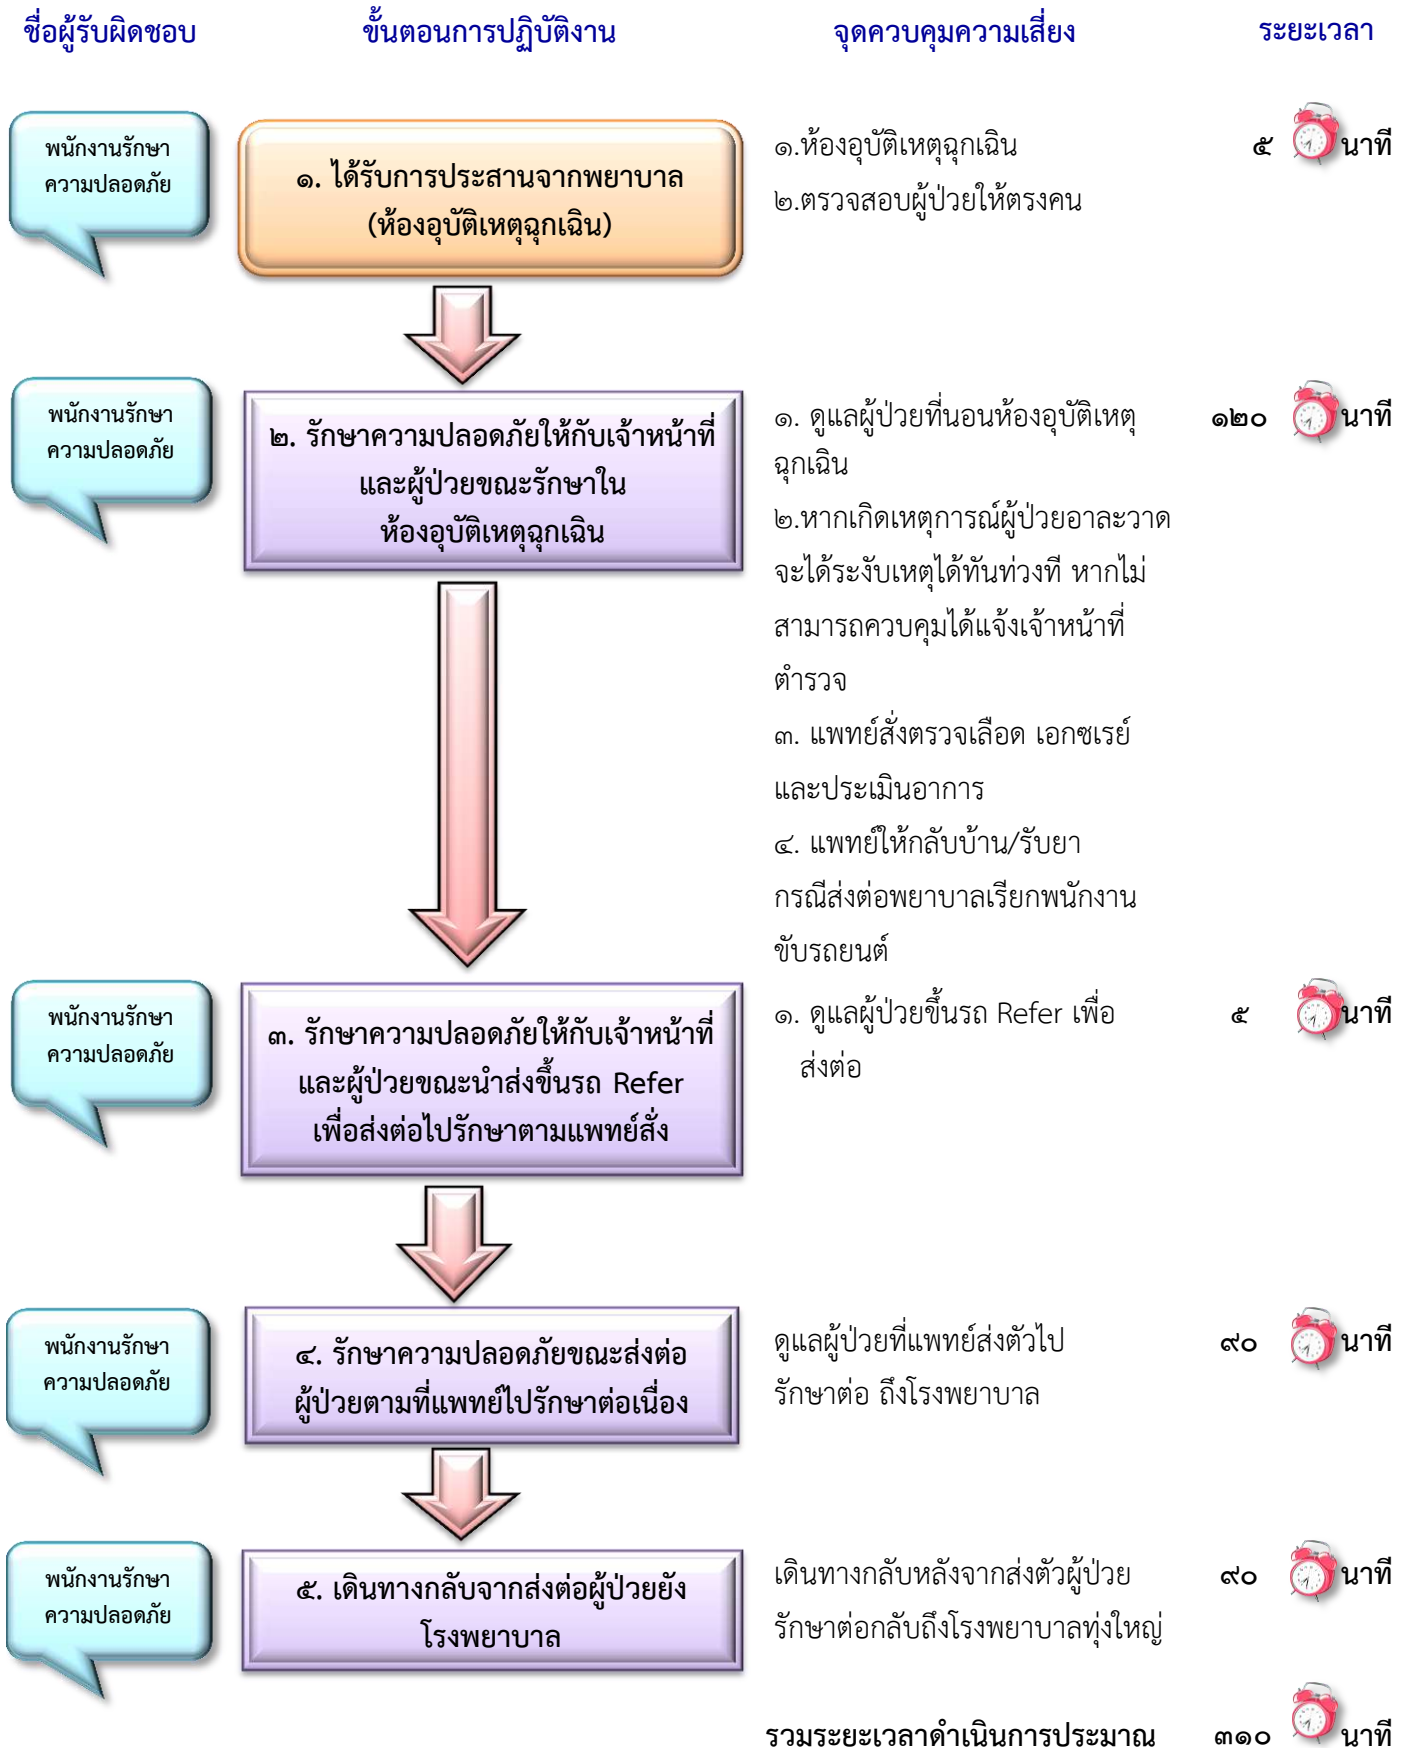 ชื่อผู้รับผิดชอบ ขั้นตอนการปฏิบัติงาน จุดควบคุมความเสี่ยง ระยะเวลา
พนักงานรักษา
ความปลอดภัย
๑. ได้รับการประสานจากพยาบาล
(ห้องอุบัติเหตุฉุกเฉิน)
๑.ห้องอุบัติเหตุฉุกเฉิน
๒.ตรวจสอบผู้ป่วยให้ตรงคน
๕ นาที
พนักงานรักษา
ความปลอดภัย
๒. รักษาความปลอดภัยให้กับเจ้าหน้าที่
และผู้ป่วยขณะรักษาใน
ห้องอุบัติเหตุฉุกเฉิน
๑. ดูแลผู้ป่วยที่นอนห้องอุบัติเหตุ
ฉุกเฉิน
๒.หากเกิดเหตุการณ์ผู้ป่วยอาละวาด
จะได้ระงับเหตุได้ทันท่วงที หากไม่
สามารถควบคุมได้แจ้งเจ้าหน้าที่
ตำรวจ
๓. แพทย์สั่งตรวจเลือด เอกซเรย์
และประเมินอาการ
๔. แพทย์ให้กลับบ้าน/รับยา
กรณีส่งต่อพยาบาลเรียกพนักงาน
ขับรถยนต์
๑๒๐ นาที
พนักงานรักษา
ความปลอดภัย
๓. รักษาความปลอดภัยให้กับเจ้าหน้าที่
และผู้ป่วยขณะนำส่งขึ้นรถ Refer
เพื่อส่งต่อไปรักษาตามแพทย์สั่ง
๑. ดูแลผู้ป่วยขึ้นรถ Refer เพื่อ
ส่งต่อ
๕ นาที
พนักงานรักษา
ความปลอดภัย
๔. รักษาความปลอดภัยขณะส่งต่อ
ผู้ป่วยตามที่แพทย์ไปรักษาต่อเนื่อง
ดูแลผู้ป่วยที่แพทย์ส่งตัวไป
รักษาต่อ ถึงโรงพยาบาล
๙๐ นาที
พนักงานรักษา
ความปลอดภัย
๕. เดินทางกลับจากส่งต่อผู้ป่วยยัง
โรงพยาบาล
เดินทางกลับหลังจากส่งตัวผู้ป่วย
รักษาต่อกลับถึงโรงพยาบาลทุ่งใหญ่
๙๐ นาที
รวมระยะเวลาดำเนินการประมาณ ๓๑๐ นาที